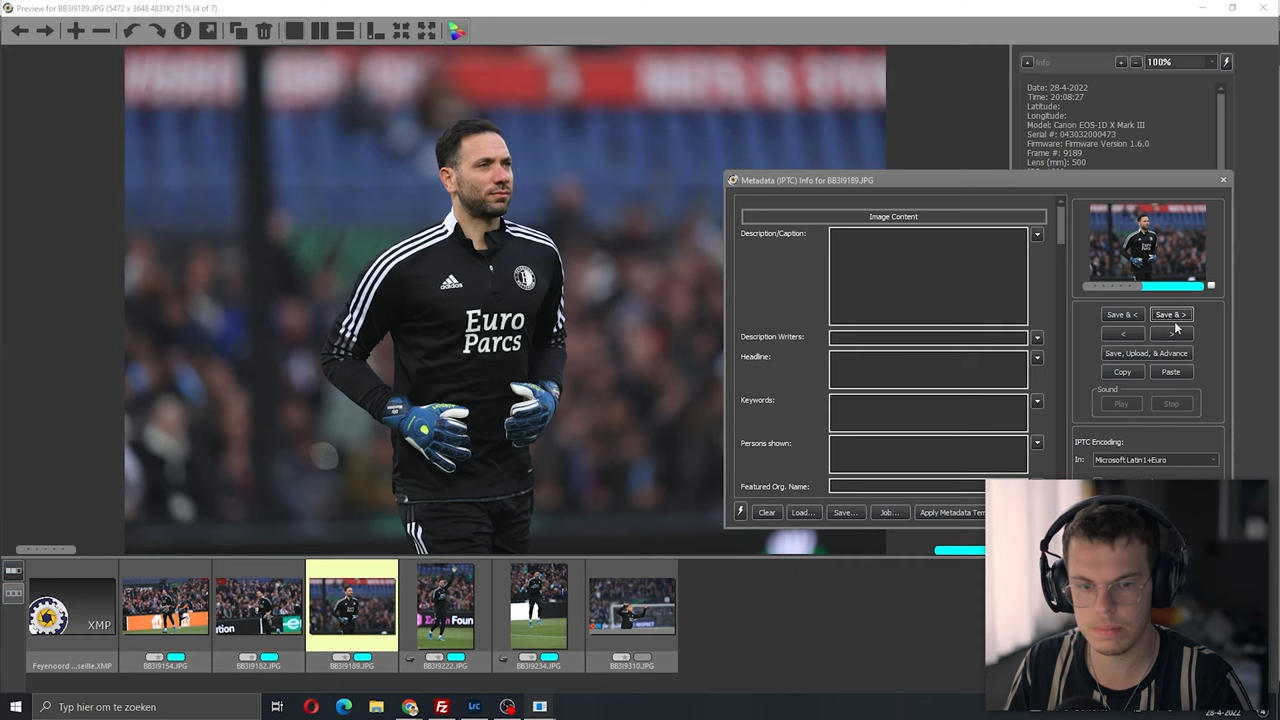 Preview for BB3I9189.JPG (5472 x 3648 4831K) 21% (4 of 7)
Info
100%
Date: 28-4-2022
Time: 20:08:27
Latitude:
Longitude:
Model: Canon EOS-1D X Mark III
Serial #: 043032000473
Firmware: Firmware Version 1.6.0
Frame #: 9189
Lens (mm): 500
adidas
Euro
Parcs
Metadata (IPTC) Info for BB3I9189.JPG
Image Content
Description/Caption:
Description Writers:
Headline:
Keywords:
Persons shown:
Featured Org. Name:
Clear
Load...
Save...
Job...
Apply Metadata Tem
Save & <
Save & >
<
>
Save, Upload, & Advance
Copy
Paste
Sound
Play
Stop
IPTC Encoding:
In:
Microsoft Latin1+Euro
XMP
Feyenoord ...seille.XMP
BB3I9154.JPG
BB3I9182.JPG
BB3I9189.JPG
BB3I9222.JPG
BB3I9234.JPG
BB3I9310.JPG
Typ hier om te zoeken
Lrc
28-4-2022